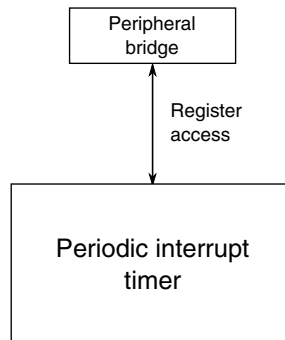 Peripheral
bridge
Register
access
Periodic interrupt
timer